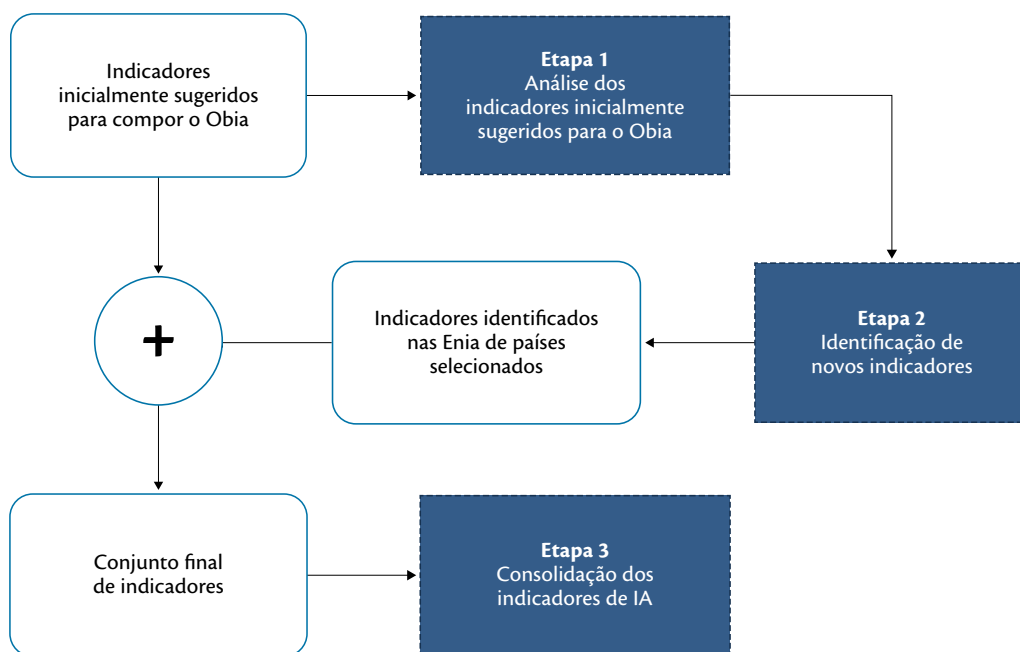 Indicadores
inicialmente sugeridos
para compor o Obia
Etapa 1
Análise dos
indicadores inicialmente
sugeridos para o Obia
+
Indicadores identificados
nas Enia de países
selecionados
Etapa 2
Identificação de
novos indicadores
Conjunto final
de indicadores
Etapa 3
Consolidação dos
indicadores de IA